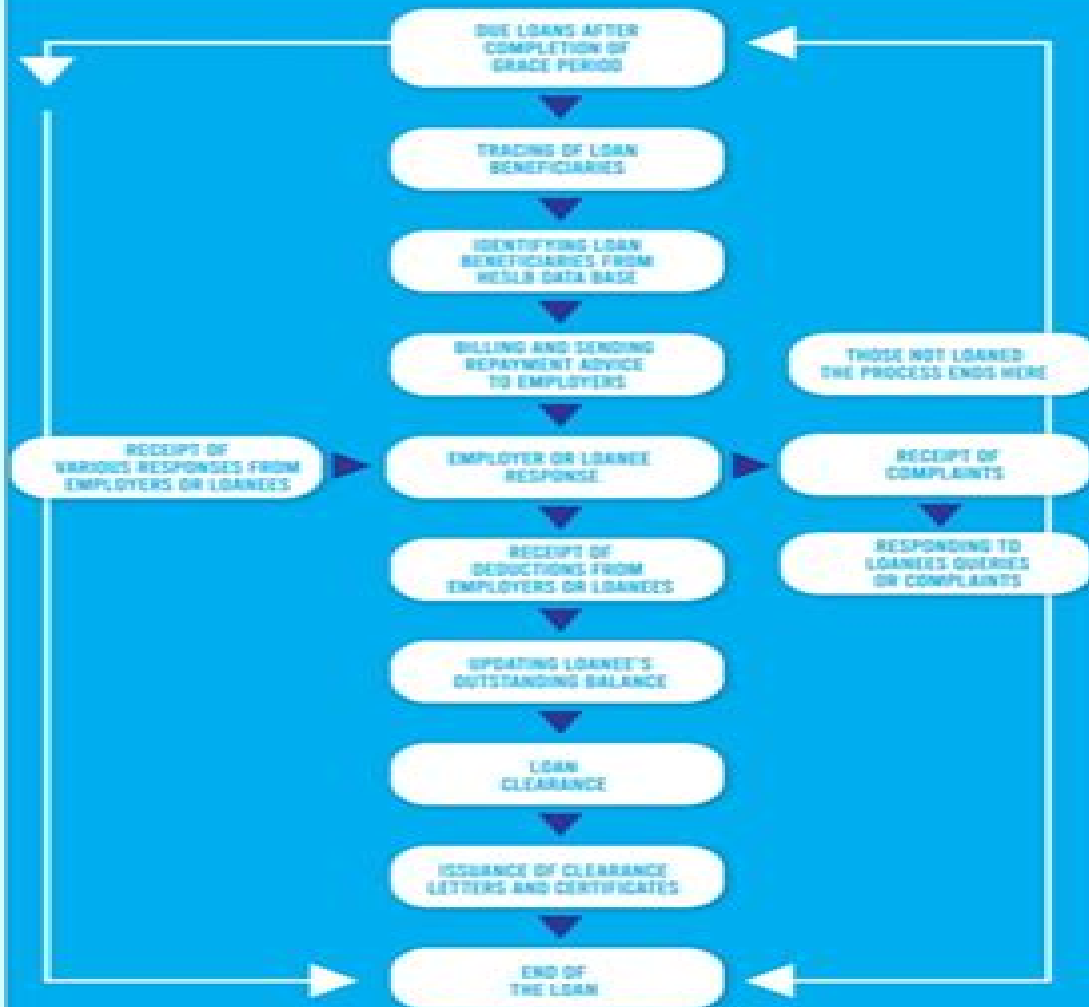 DUE LOANS AFTER
COMPLETION OF
GRACE PERIOD
TRACING OF LOAN
BENEFICIARIES
IDENTIFYING LOAN
BENEFICIARIES FROM
HESLB DATA BASE
BILLING AND SENDING
REPAYMENT ADVICE
TO EMPLOYERS
THOSE NOT LOANED
THE PROCESS ENDS HERE
RECEIPT OF
VARIOUS RESPONSES FROM
EMPLOYERS OR LOANEES
EMPLOYER OR LOANEE
RESPONSE
RECEIPT OF
COMPLAINTS
RECEIPT OF
DEDUCTIONS FROM
EMPLOYERS OR LOANEES
RESPONDING TO
LOANEES QUERIES
OR COMPLAINTS
UPDATING LOANEE'S
OUTSTANDING BALANCE
LOAN
CLEARANCE
ISSUANCE OF CLEARANCE
LETTERS AND CERTIFICATES
END OF
THE LOAN